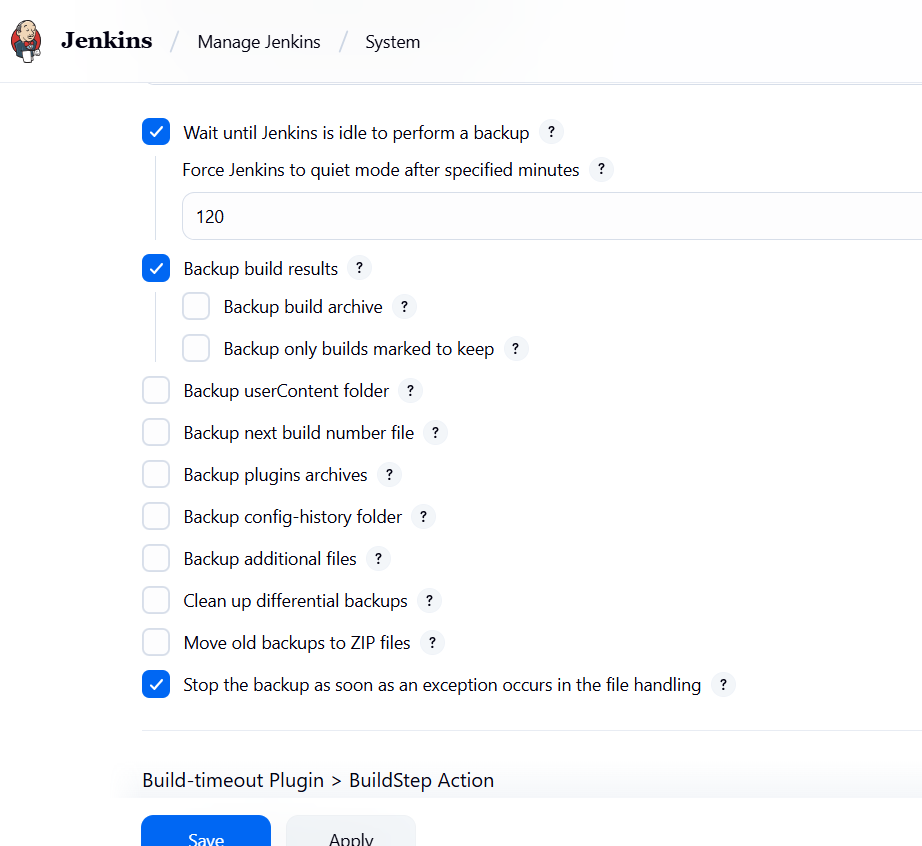 Jenkins / Manage Jenkins / System
Wait until Jenkins is idle to perform a backup ?
Force Jenkins to quiet mode after specified minutes ?
120
Backup build results ?
Backup build archive ?
Backup only builds marked to keep ?
Backup userContent folder ?
Backup next build number file ?
Backup plugins archives ?
Backup config-history folder ?
Backup additional files ?
Clean up differential backups ?
Move old backups to ZIP files ?
Stop the backup as soon as an exception occurs in the file handling ?
Build-timeout Plugin > BuildStep Action
Save Apply